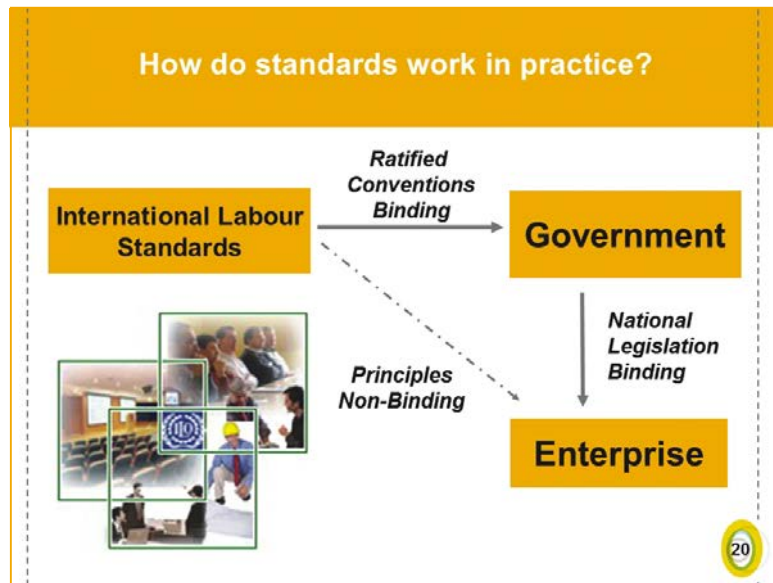 How do standards work in practice?
Ratified
Conventions
Binding
International Labour
Standards
Government
National
Legislation
Binding
Principles
Non-Binding
Enterprise
20